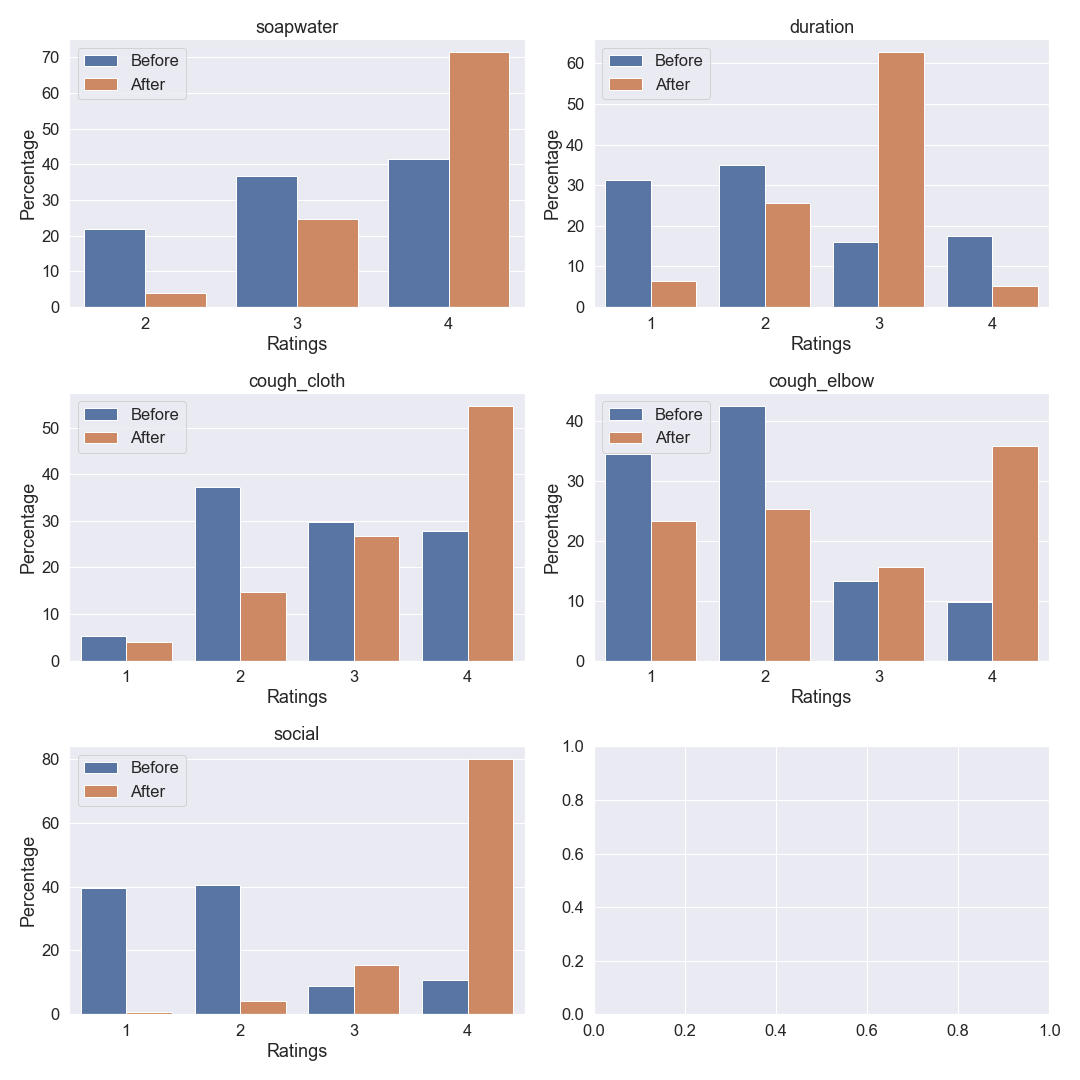 soapwater
Before
After
Percentage
70
60
50
40
30
20
10
0
2 3 4
Ratings
duration
Before
After
Percentage
60
50
40
30
20
10
0
1 2 3 4
Ratings
cough_cloth
Before
After
Percentage
50
40
30
20
10
0
1 2 3 4
Ratings
cough_elbow
Before
After
Percentage
40
30
20
10
0
1 2 3 4
Ratings
social
Before
After
Percentage
80
60
40
20
0
1 2 3 4
Ratings
1.0
0.8
0.6
0.4
0.2
0.0
0.0 0.2 0.4 0.6 0.8 1.0